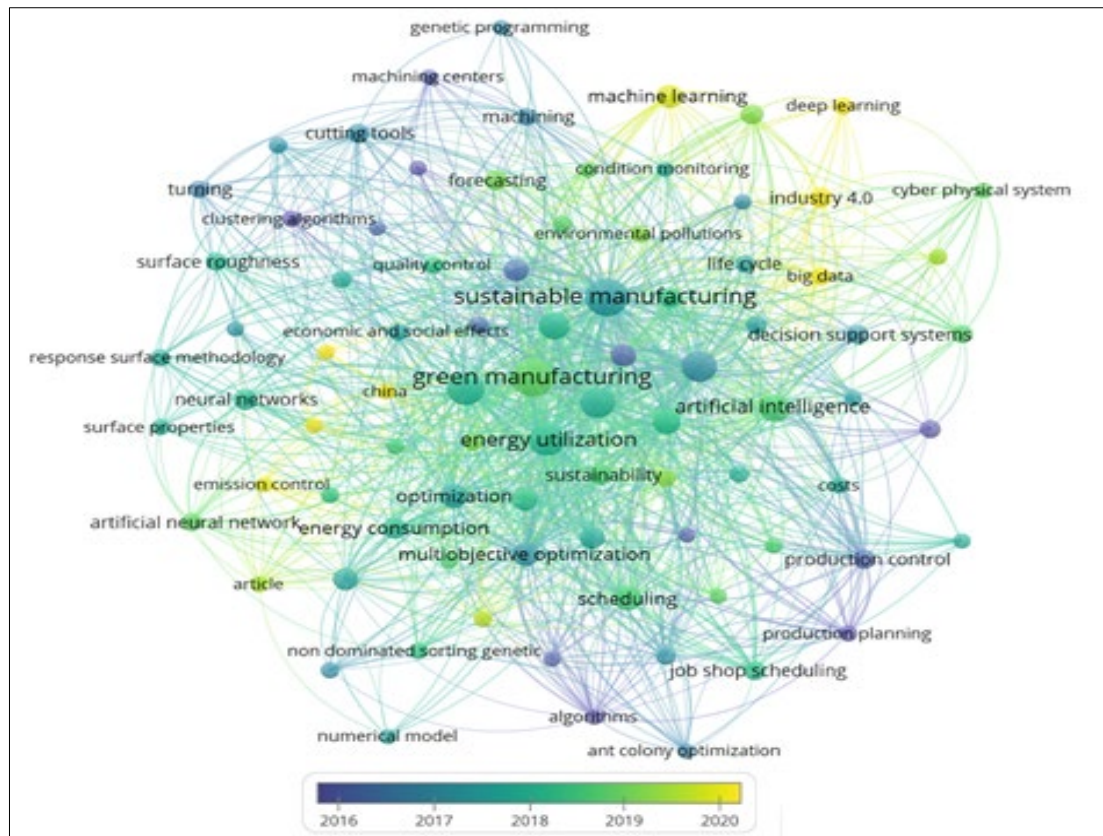 genetic programming
machining centers
machine learning
deep learning
machining
cutting tools
condition monitoring
forecasting
turning
industry 4.0
cyber physical system
clustering algorithms
environmental pollutions
surface roughness
quality control
life cycle
big data
sustainable manufacturing
economic and social effects
decision support systems
response surface methodology
green manufacturing
china
neural networks
artificial intelligence
surface properties
energy utilization
sustainability
emission control
costs
optimization
artificial neural network
energy consumption
multiobjective optimization
production control
article
scheduling
production planning
non dominated sorting genetic
job shop scheduling
algorithms
numerical model
ant colony optimization
2016 2017 2018 2019 2020